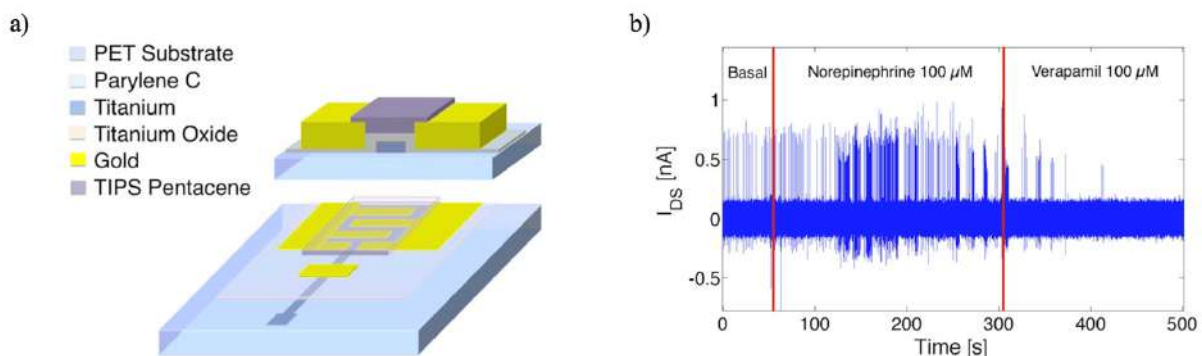 a)
PET Substrate
Parylene C
Titanium
Titanium Oxide
Gold
TIPS Pentacene
b)
Basal
Norepinephrine 100 µM
Verapamil 100 µM
1
0.5
0
-0.5
I_DS [nA]
0 100 200 300 400 500
Time [s]